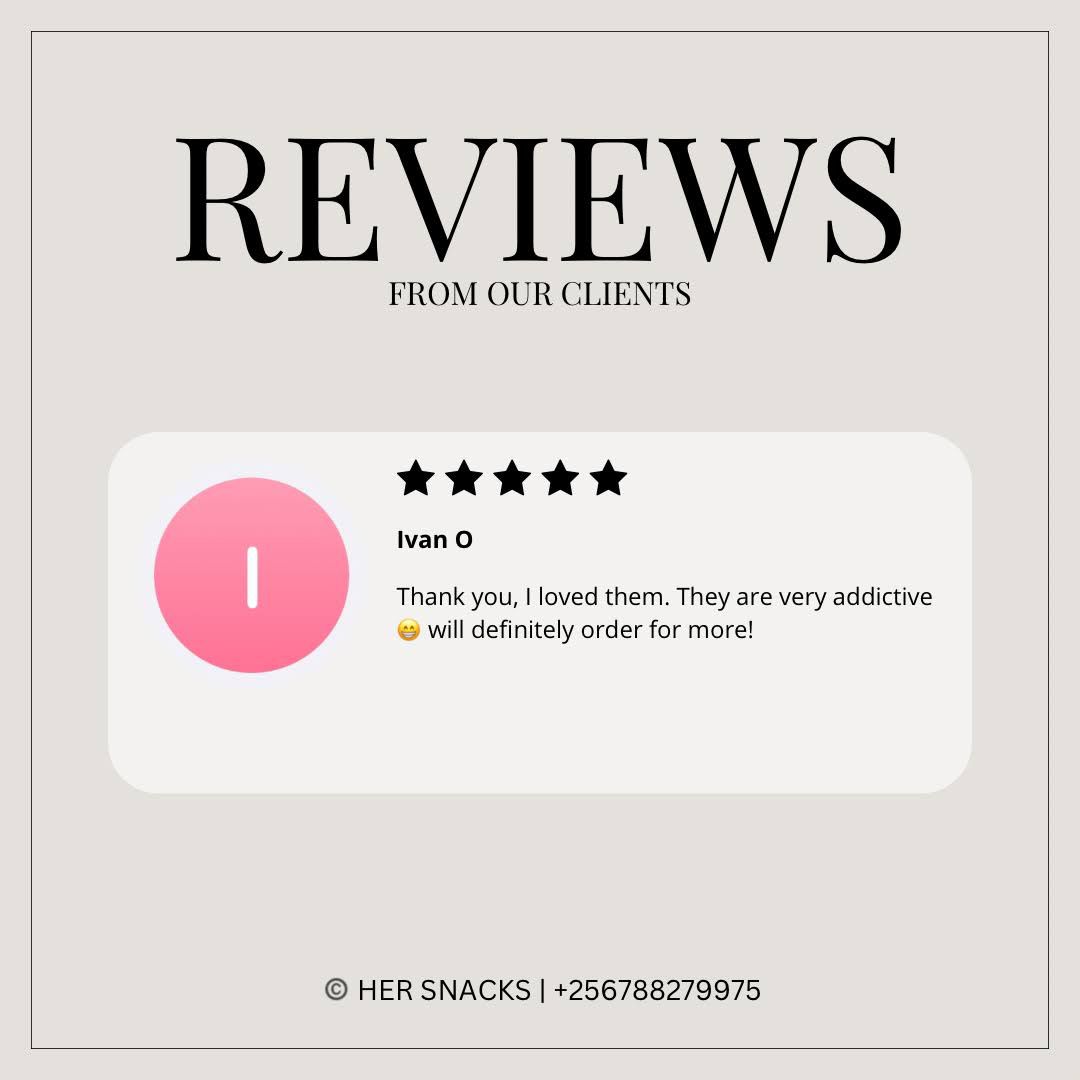 REVIEWS
FROM OUR CLIENTS
I
Ivan O
Thank you, I loved them. They are very addictive
😁 will definitely order for more!
© HER SNACKS | +256788279975